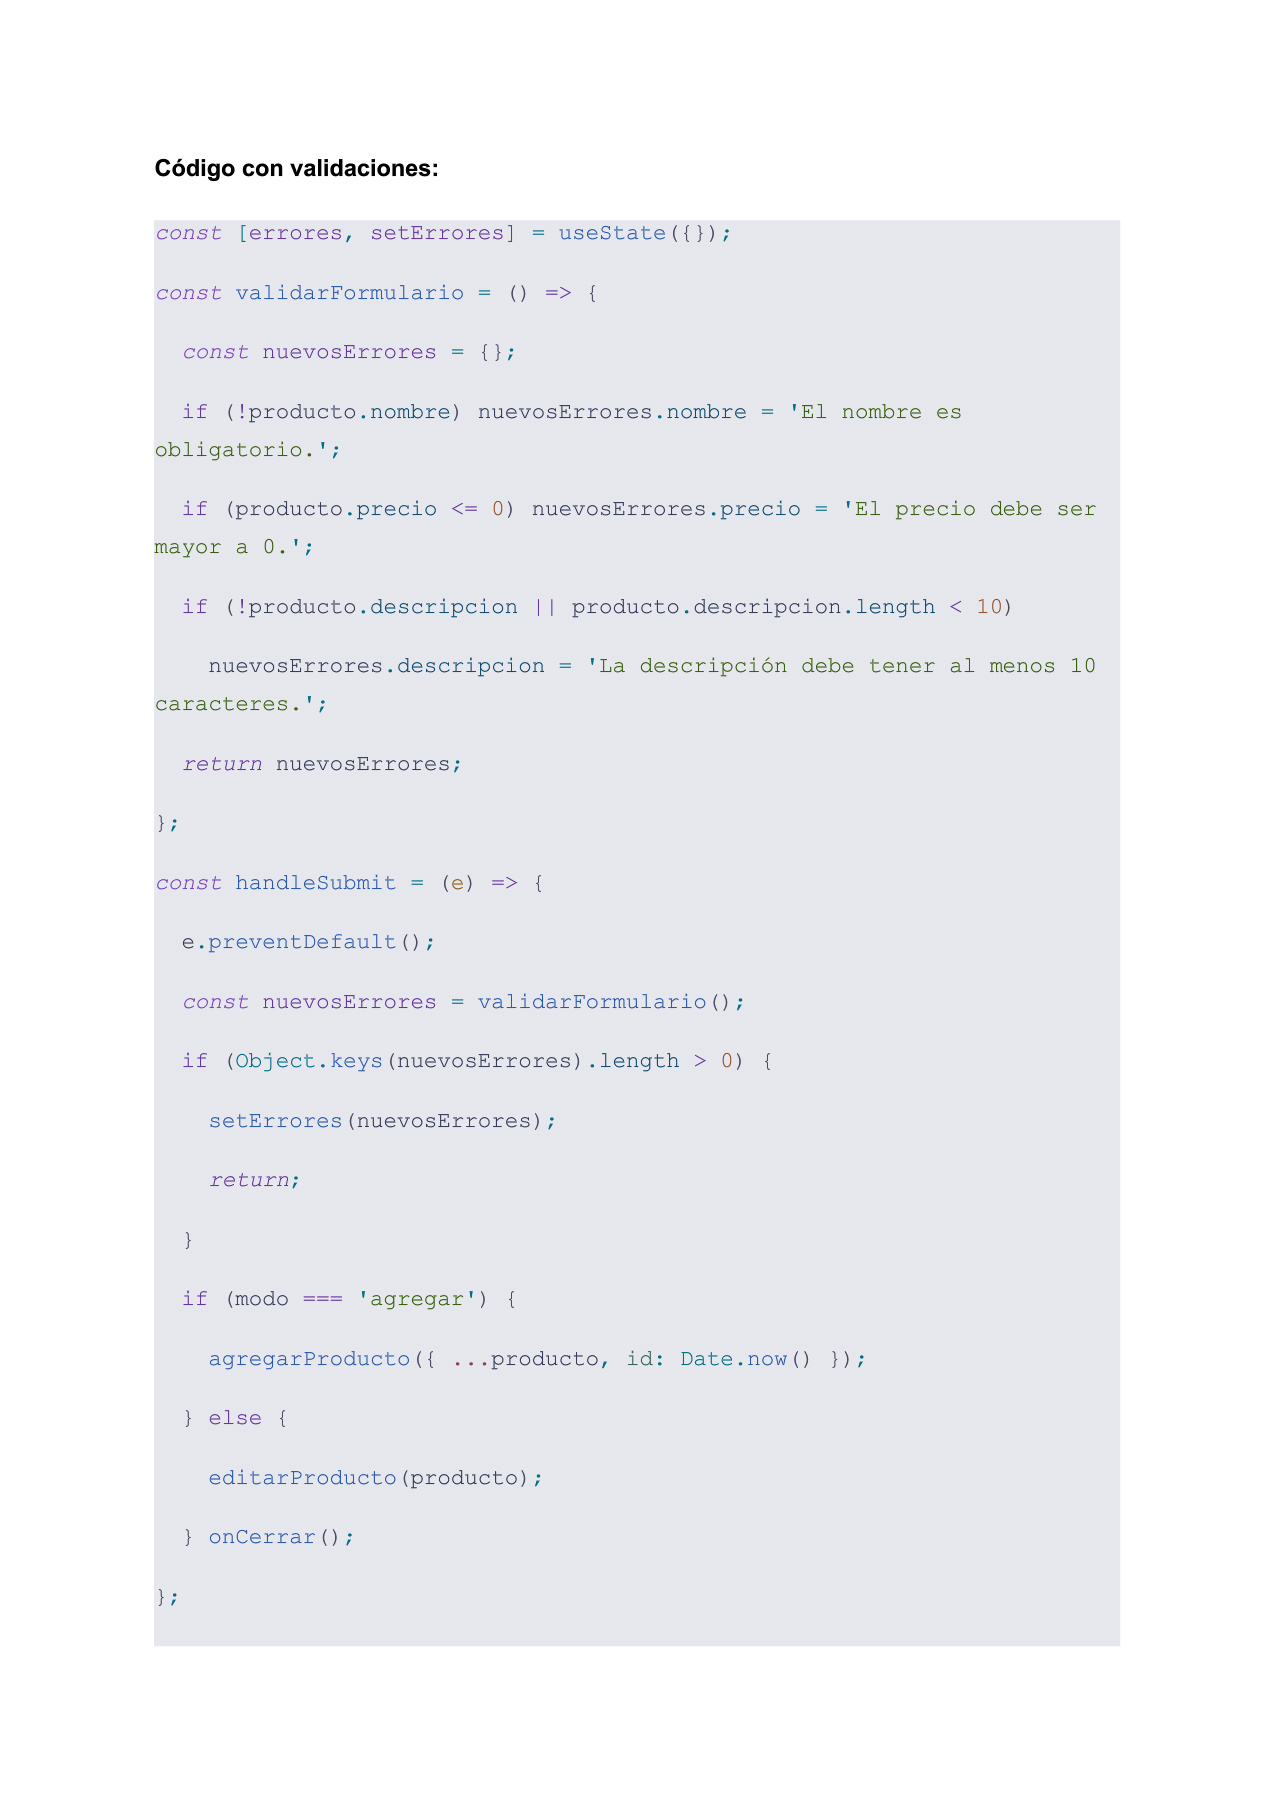 Código con validaciones:
const [errores, setErrores] = useState({});
const validarFormulario = () => {
  const nuevosErrores = {};
  if (!producto.nombre) nuevosErrores.nombre = 'El nombre es
obligatorio.';
  if (producto.precio <= 0) nuevosErrores.precio = 'El precio debe ser
mayor a 0.';
  if (!producto.descripcion || producto.descripcion.length < 10)
    nuevosErrores.descripcion = 'La descripción debe tener al menos 10
caracteres.';
  return nuevosErrores;
};
const handleSubmit = (e) => {
  e.preventDefault();
  const nuevosErrores = validarFormulario();
  if (Object.keys(nuevosErrores).length > 0) {
    setErrores(nuevosErrores);
    return;
  }
  if (modo === 'agregar') {
    agregarProducto({ ...producto, id: Date.now() });
  } else {
    editarProducto(producto);
  } onCerrar();
};